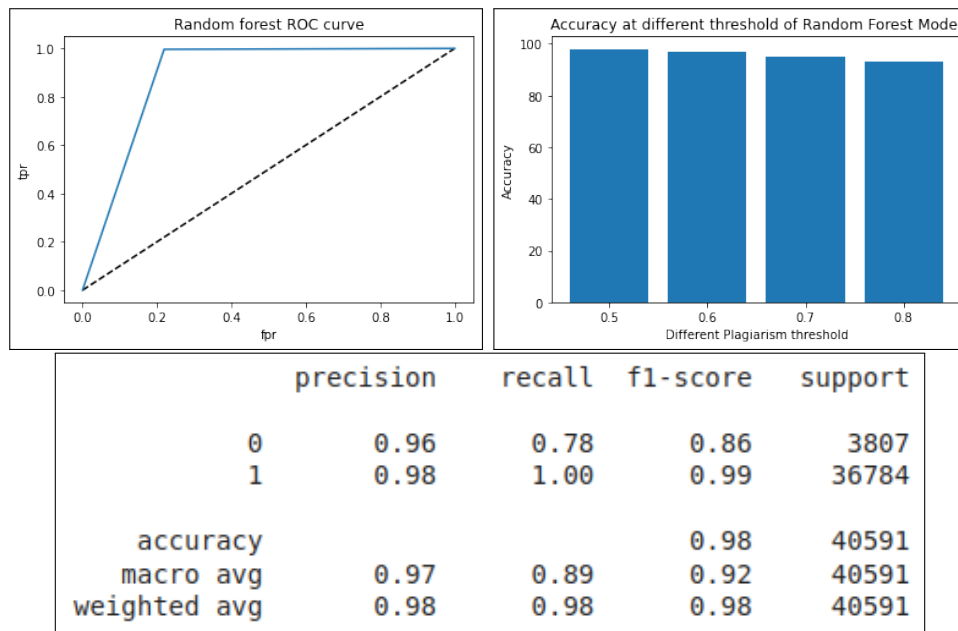 Random forest ROC curve
1.0
0.8
0.6
0.4
0.2
0.0
tpr
0.0 0.2 0.4 0.6 0.8 1.0
fpr
Accuracy at different threshold of Random Forest Mode
100
80
60
40
20
0
Accuracy
0.5 0.6 0.7 0.8
Different Plagiarism threshold
precision recall f1-score support
0 0.96 0.78 0.86 3807
1 0.98 1.00 0.99 36784
accuracy 0.98 40591
macro avg 0.97 0.89 0.92 40591
weighted avg 0.98 0.98 0.98 40591